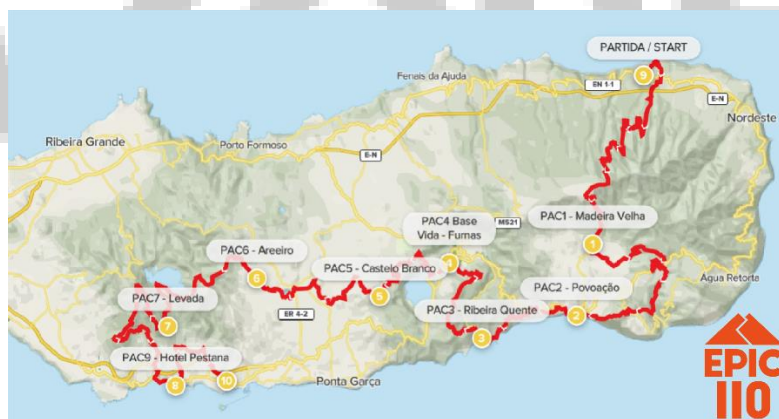 PARTIDA / START
9
Fenais da Ajuda
EN 1-1
E-N
Nordeste
Ribeira Grande
Porto Formoso
E-N
MS21
PAC1 - Madeira Velha
1
PAC4 Base
Vida - Furnas
PAC6 - Areeiro
6
PAC5 - Castelo Branco
5
PAC2 - Povoação
2
Água Retorta
PAC7 - Levada
7
ER 4-2
PAC3 - Ribeira Quente
3
PAC9 - Hotel Pestana
8
10
Ponta Garça
EPIC
110